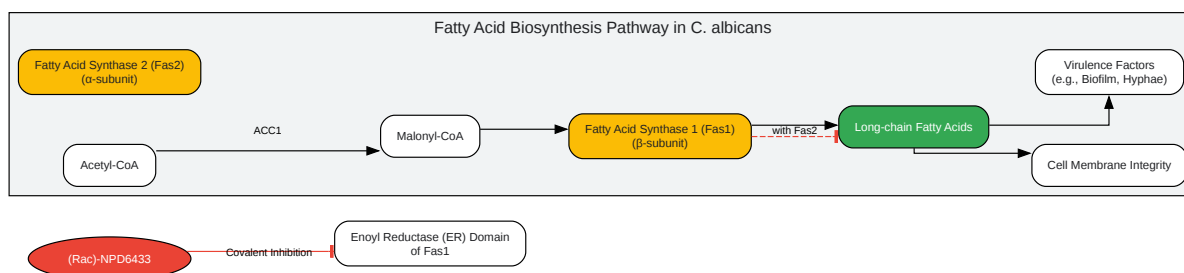 Fatty Acid Biosynthesis Pathway in C. albicans
Fatty Acid Synthase 2 (Fas2)
(α-subunit)
Virulence Factors
(e.g., Biofilm, Hyphae)
ACC1
Malonyl-CoA
Fatty Acid Synthase 1 (Fas1)
(β-subunit)
with Fas2
Long-chain Fatty Acids
Acetyl-CoA
Cell Membrane Integrity
(Rac)-NPD6433
Covalent Inhibition
Enoyl Reductase (ER) Domain
of Fas1